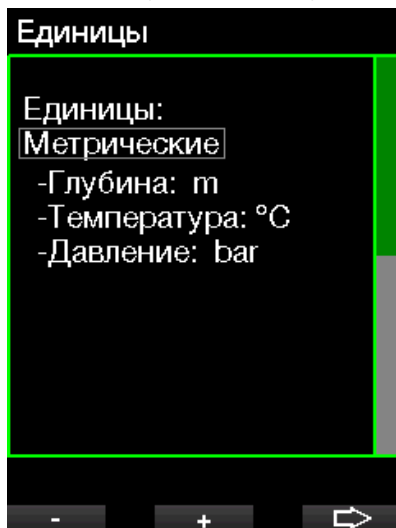 Единицы
Единицы:
Метрические
-Глубина: m
-Температура: °C
-Давление: bar
- +